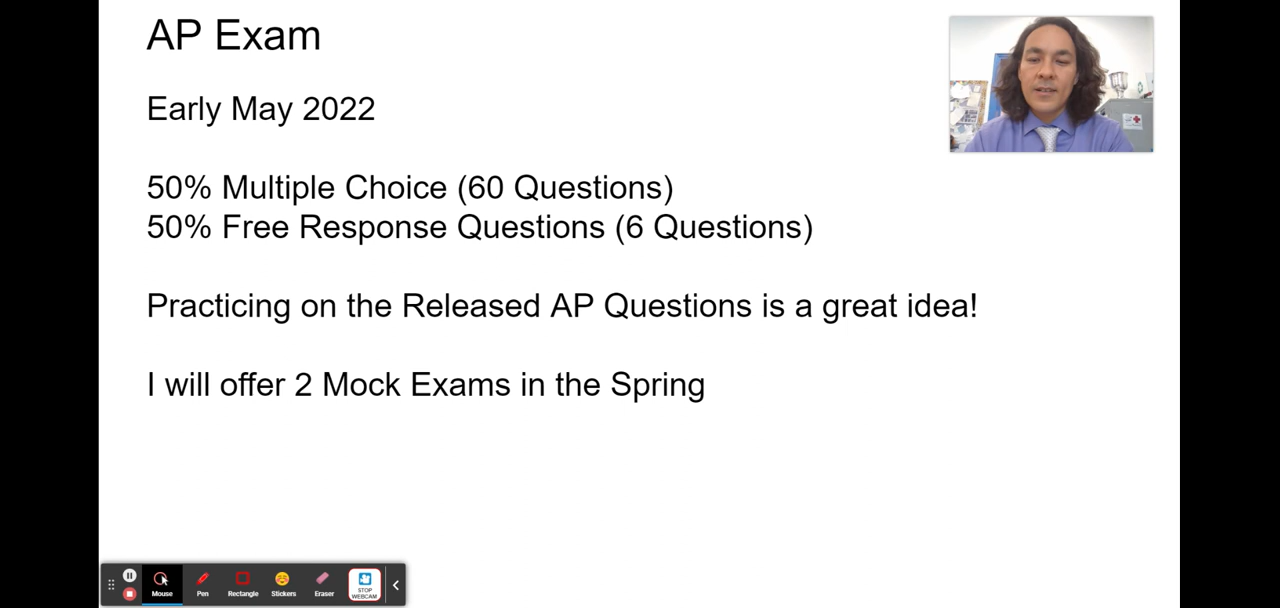 AP Exam
Early May 2022
50% Multiple Choice (60 Questions)
50% Free Response Questions (6 Questions)
Practicing on the Released AP Questions is a great idea!
I will offer 2 Mock Exams in the Spring
Mouse
Pen
Rectangle
Stickers
Eraser
STOP
WEBCAM